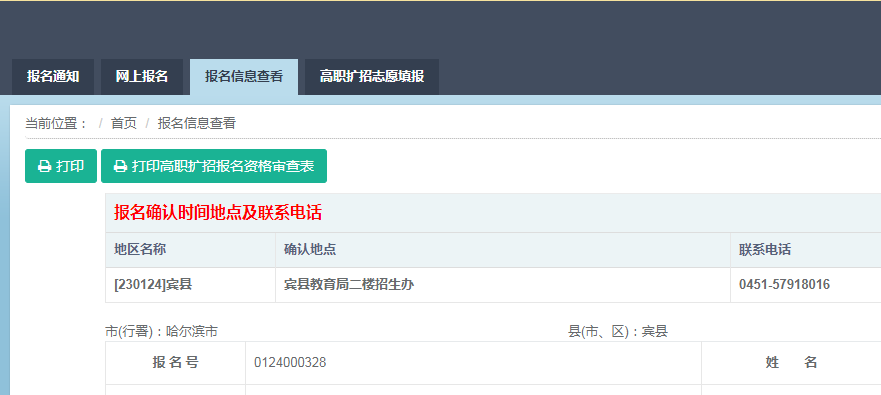 报名通知 网上报名 报名信息查看 高职扩招志愿填报
当前位置： / 首页 / 报名信息查看
打印 打印高职扩招报名资格审查表
报名确认时间地点及联系电话
地区名称 确认地点 联系电话
[230124]宾县 宾县教育局二楼招生办 0451-57918016
市(行署)：哈尔滨市 县(市、区)：宾县
报 名 号 0124000328 姓 名